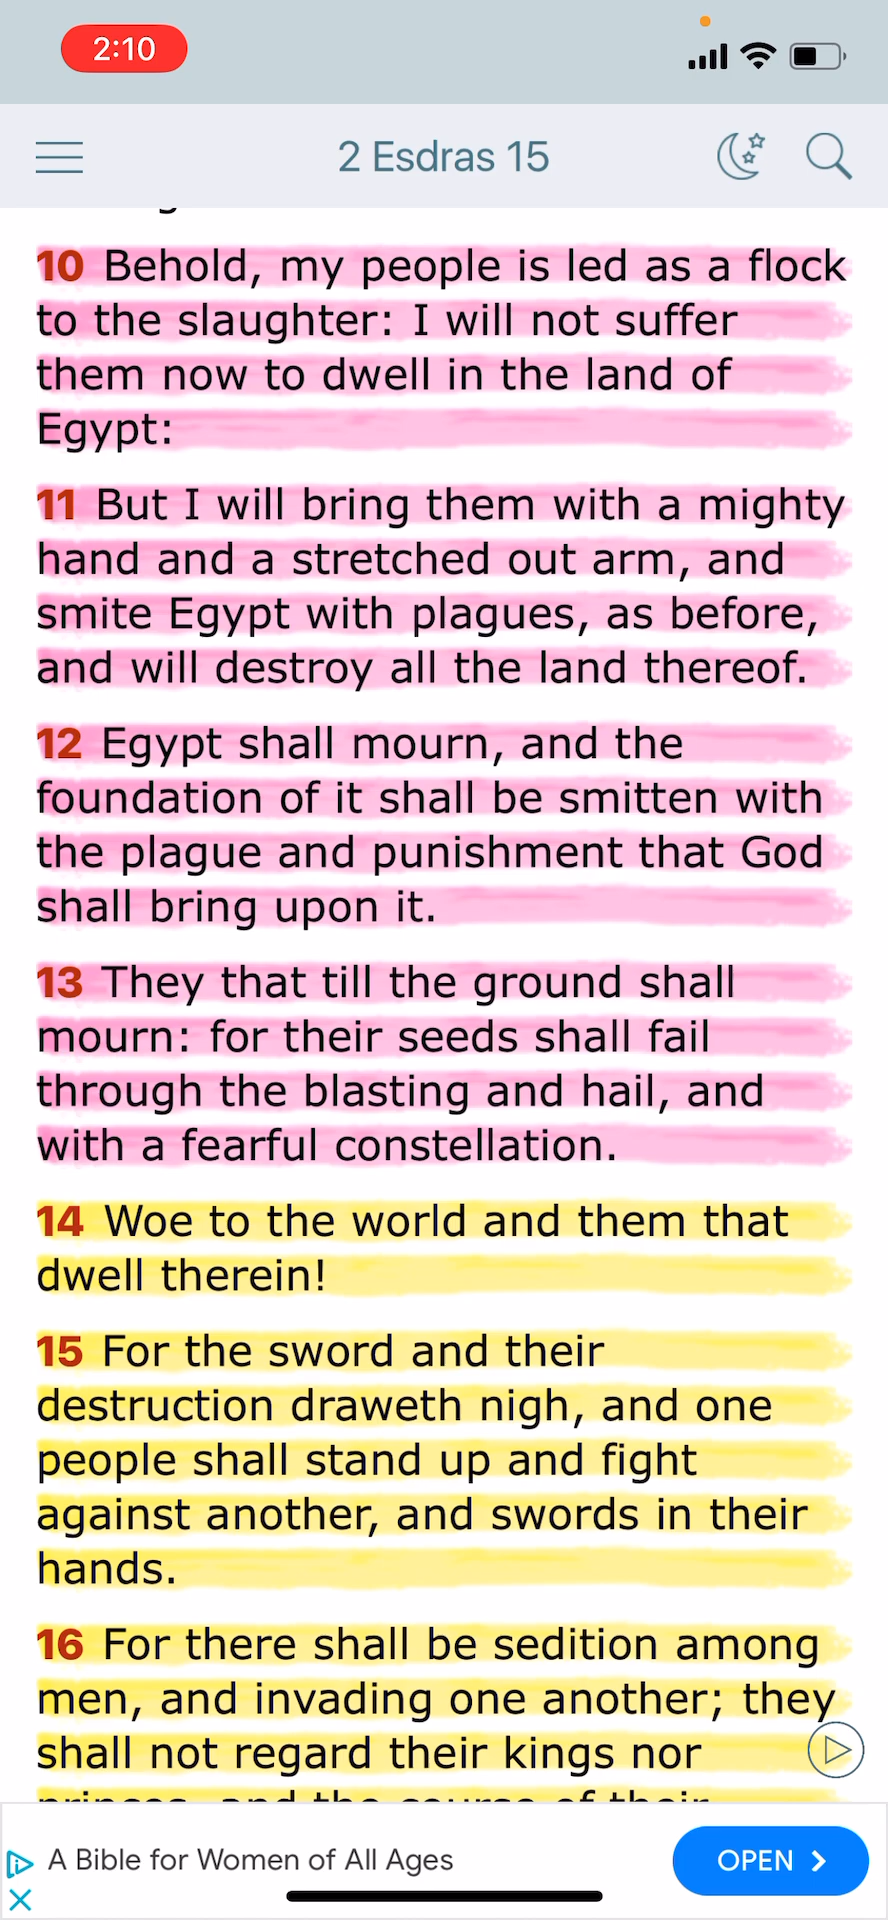 2:10
2 Esdras 15
10 Behold, my people is led as a flock
to the slaughter: I will not suffer
them now to dwell in the land of
Egypt:
11 But I will bring them with a mighty
hand and a stretched out arm, and
smite Egypt with plagues, as before,
and will destroy all the land thereof.
12 Egypt shall mourn, and the
foundation of it shall be smitten with
the plague and punishment that God
shall bring upon it.
13 They that till the ground shall
mourn: for their seeds shall fail
through the blasting and hail, and
with a fearful constellation.
14 Woe to the world and them that
dwell therein!
15 For the sword and their
destruction draweth nigh, and one
people shall stand up and fight
against another, and swords in their
hands.
16 For there shall be sedition among
men, and invading one another; they
shall not regard their kings nor
princes, and the course of their
A Bible for Women of All Ages
OPEN